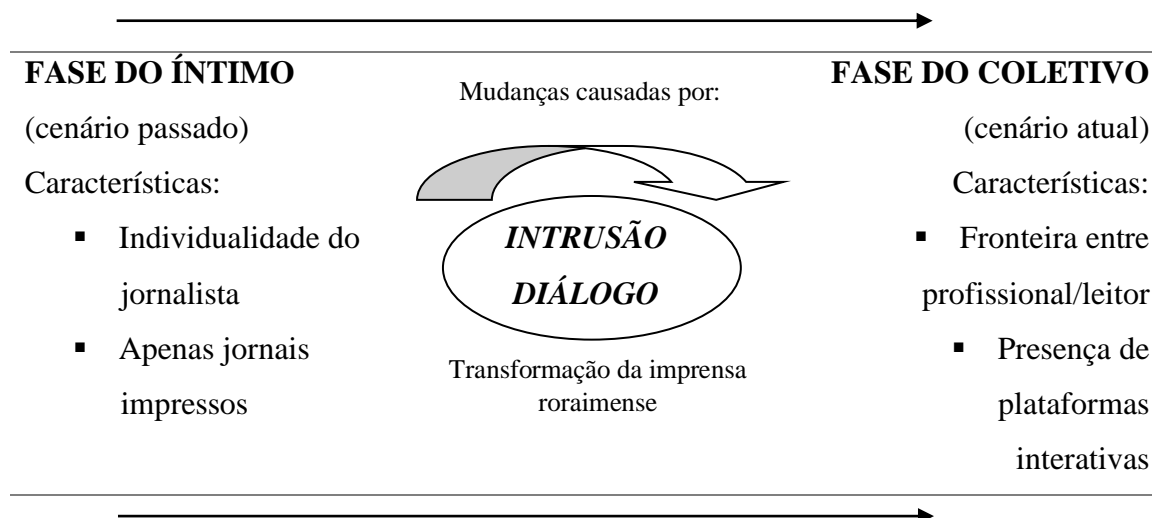 FASE DO ÍNTIMO
(cenário passado)
Características:
▪ Individualidade do
jornalista
▪ Apenas jornais
impressos
Mudanças causadas por:
INTRUSÃO
DIÁLOGO
Transformação da imprensa
roraimense
FASE DO COLETIVO
(cenário atual)
Características:
▪ Fronteira entre
profissional/leitor
▪ Presença de
plataformas
interativas